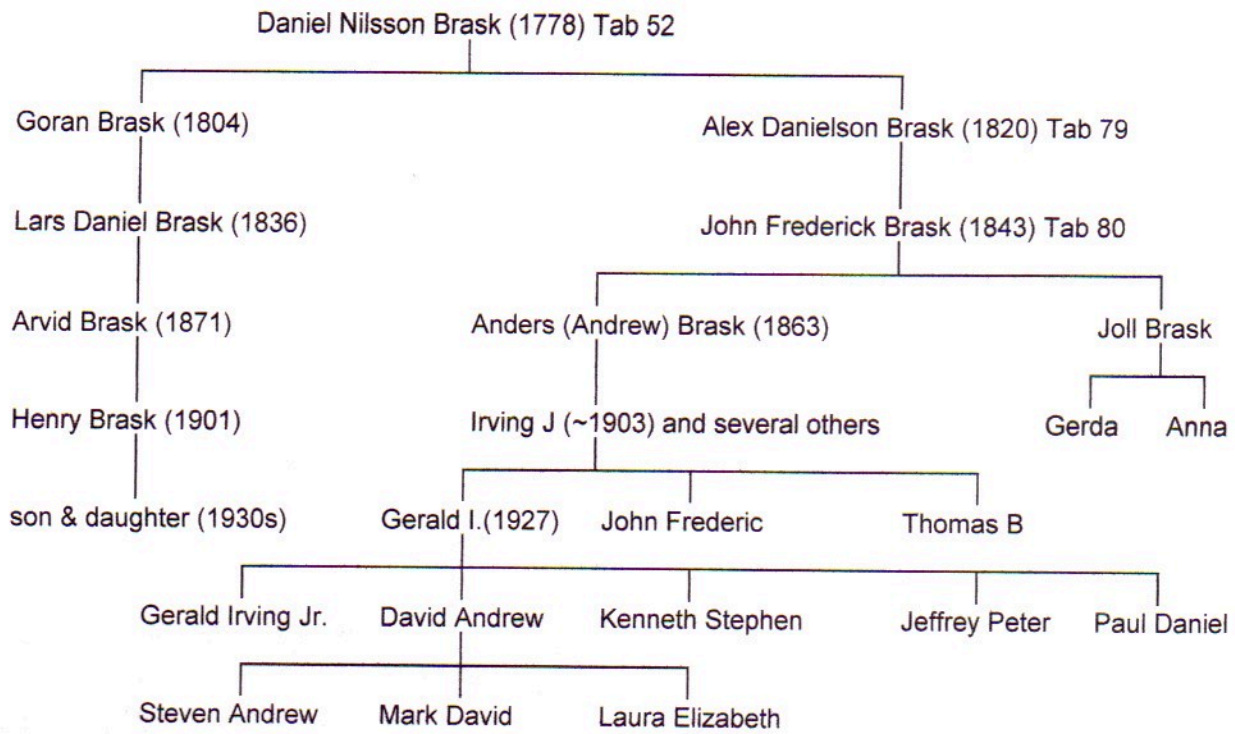 Daniel Nilsson Brask (1778) Tab 52
Goran Brask (1804)
Alex Danielson Brask (1820) Tab 79
Lars Daniel Brask (1836)
John Frederick Brask (1843) Tab 80
Arvid Brask (1871)
Anders (Andrew) Brask (1863)
Joll Brask
Henry Brask (1901)
Irving J (~1903) and several others
Gerda
Anna
son & daughter (1930s)
Gerald I.(1927)
John Frederic
Thomas B
Gerald Irving Jr.
David Andrew
Kenneth Stephen
Jeffrey Peter
Paul Daniel
Steven Andrew
Mark David
Laura Elizabeth